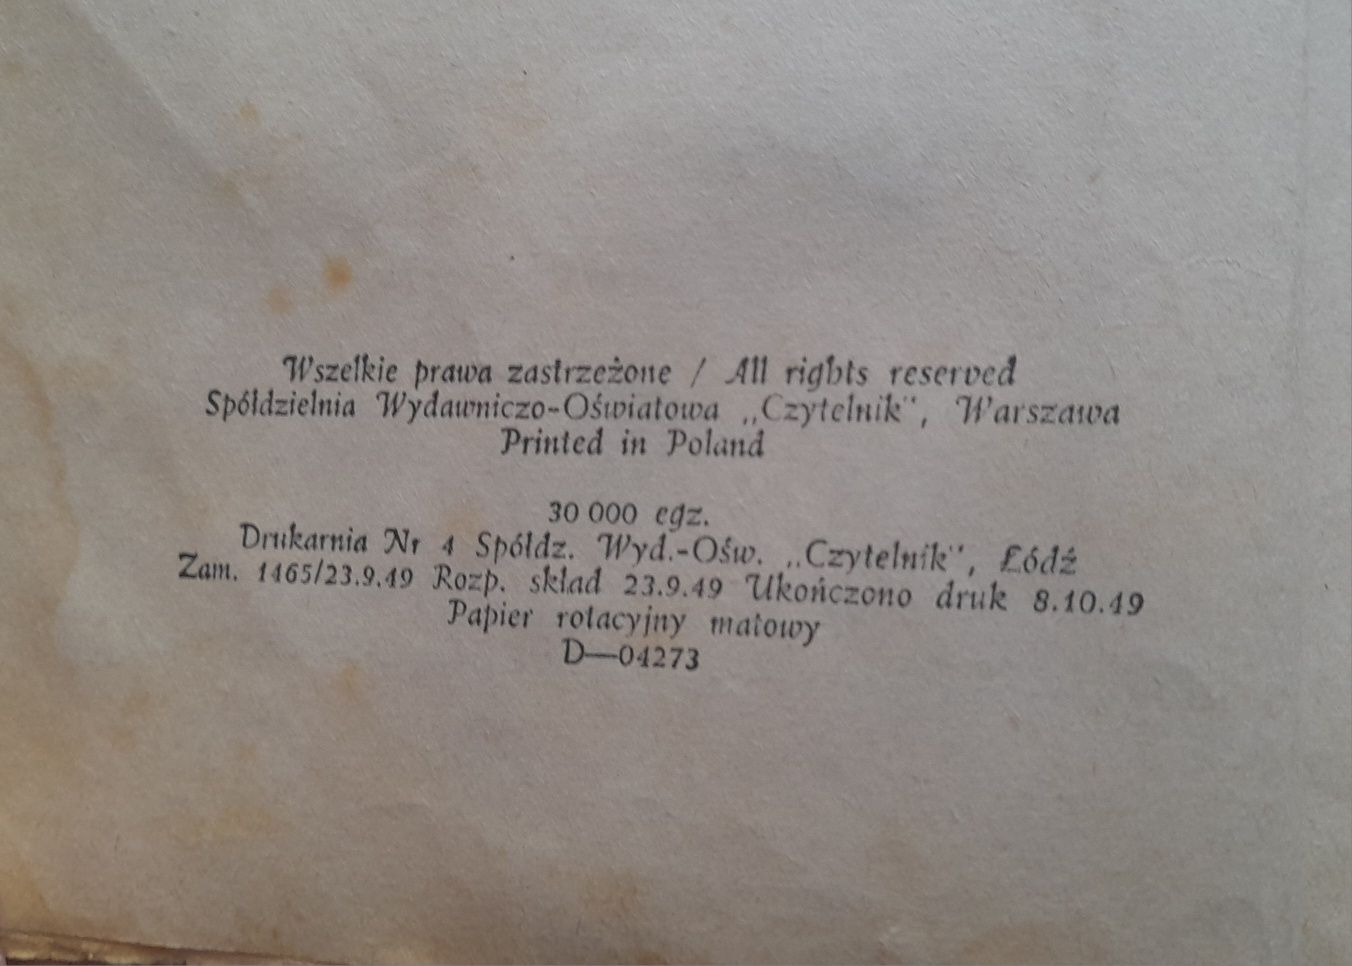 Wszelkie prawa zastrzeżone / All rights reserved
Spółdzielnia Wydawniczo-Oświatowa „Czytelnik", Warszawa
Printed in Poland
30 000 egz.
Drukarnia Nr 4 Spółdz. Wyd.-Ośw. „Czytelnik", Łódź
Zam. 1465/23.9.49 Rozp. skład 23.9.49 Ukończono druk 8.10.49
Papier rotacyjny matowy
D—04273